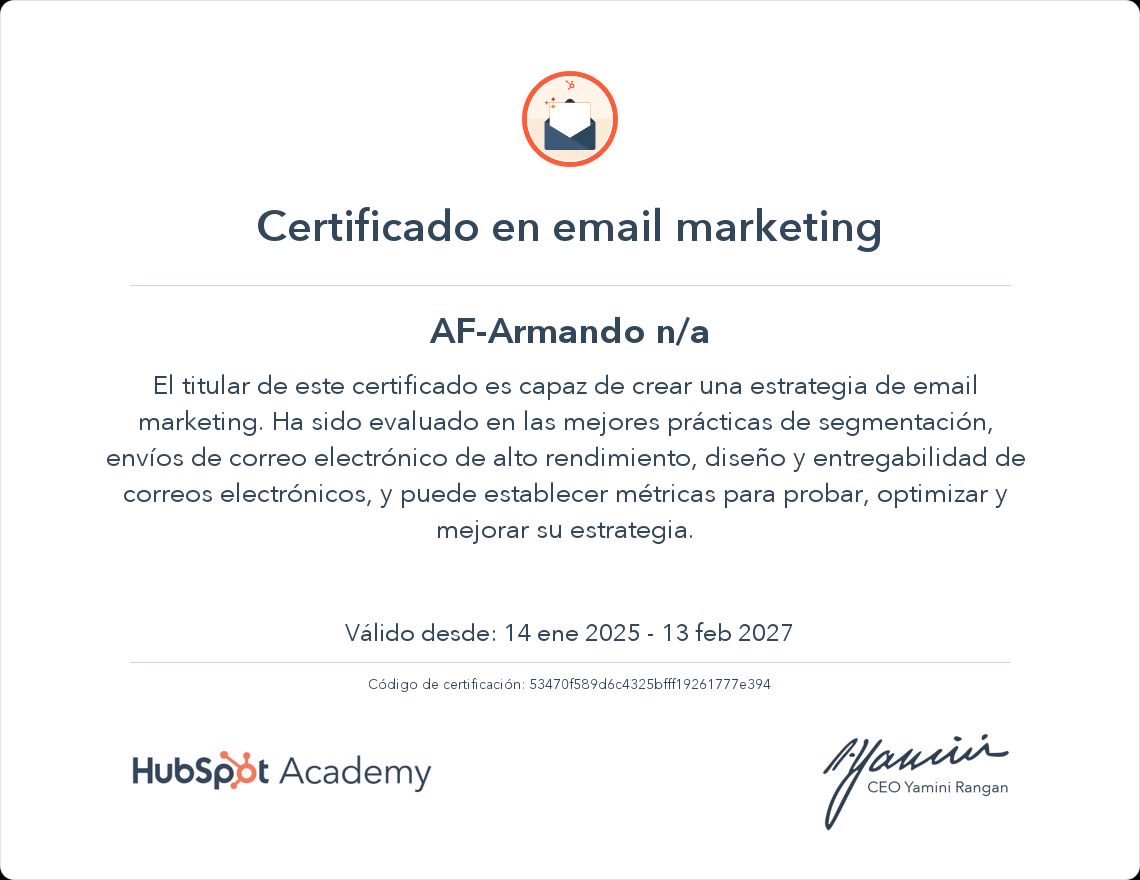 Certificado en email marketing
AF-Armando n/a
El titular de este certificado es capaz de crear una estrategia de email
marketing. Ha sido evaluado en las mejores prácticas de segmentación,
envíos de correo electrónico de alto rendimiento, diseño y entregabilidad de
correos electrónicos, y puede establecer métricas para probar, optimizar y
mejorar su estrategia.
Válido desde: 14 ene 2025 - 13 feb 2027
Código de certificación: 53470f589d6c4325bfff19261777e394
HubSpot Academy
CEO Yamini Rangan